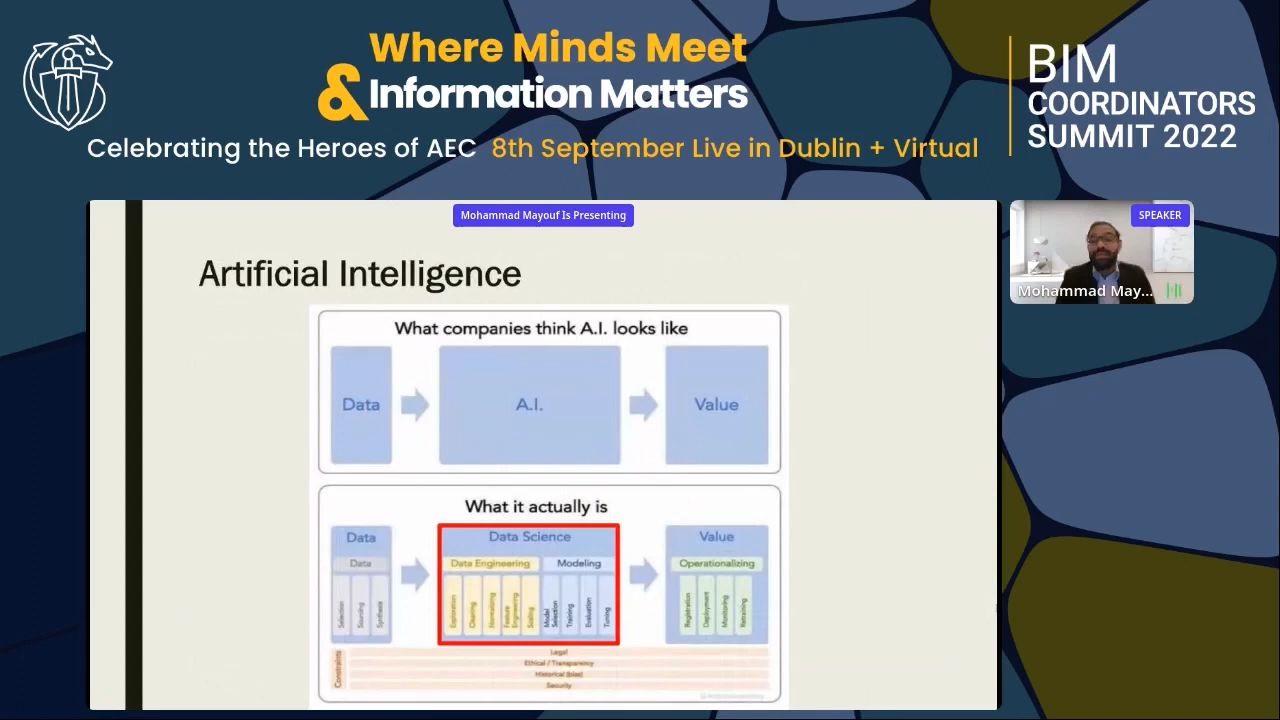 Where Minds Meet
& Information Matters
Celebrating the Heroes of AEC 8th September Live in Dublin + Virtual
BIM
COORDINATORS
SUMMIT 2022
Mohammad Mayouf Is Presenting
SPEAKER
Mohammad May...
Artificial Intelligence
What companies think A.I. looks like
Data
A.I.
Value
What it actually is
Data
Data Science
Value
Data
Data Engineering
Modeling
Operationalizing
Selection
Sourcing
Synthesis
Exploration
Cleaning
Normalizing
Feature
Engineering
Scaling
Model
Selection
Training
Evaluation
Tuning
Registration
Deployment
Monitoring
Retraining
Constraints
Legal
Ethical / Transparency
Historical (bias)
Security